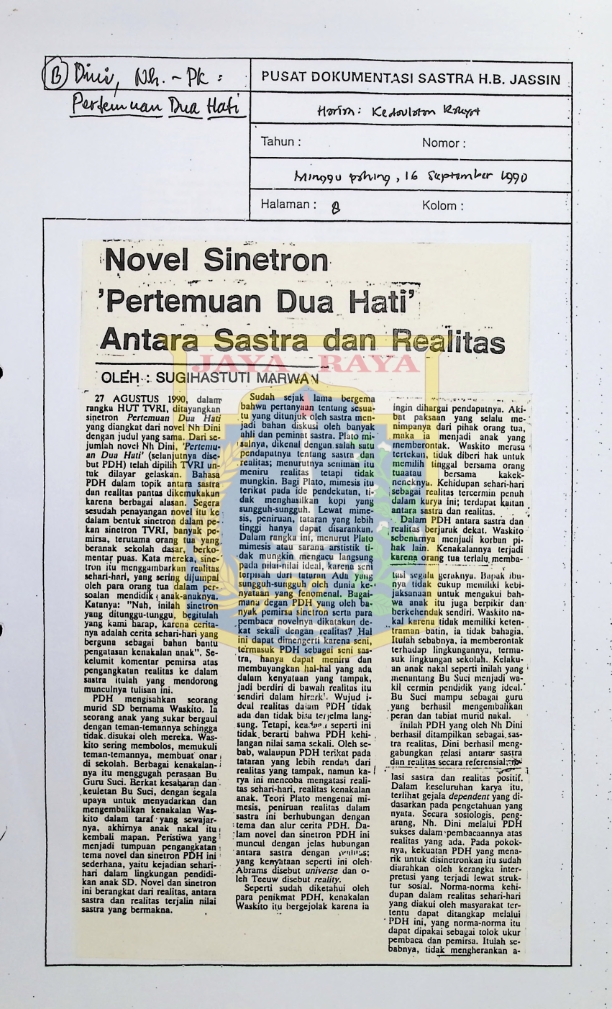 B Dini, Nh. - Pk :
Pertemuan Dua Hati
PUSAT DOKUMENTASI SASTRA H.B. JASSIN
Harian : Kedaulatan Rakyat
Tahun :
Nomor :
Minggu pahing, 16 September 1990
Halaman : 8
Kolom :
Novel Sinetron
'Pertemuan Dua Hati'
Antara Sastra dan Realitas
JAYA RAYA
OLEH : SUGIHASTUTI MARWAN
27 AGUSTUS 1990, dalam
rangka HUT TVRI, ditayangkan
sinetron Pertemuan Dua Hati
yang diangkat dari novel Nh Dini
dengan judul yang sama. Dari se-
jumlah novel Nh Dini, 'Pertemu-
an Dua Hati' (selanjutnya dise-
but PDH) telah dipilih TVRI un-
tuk dilayar gelaskan. Bahasa
PDH dalam topik antara sastra
dan realitas pantas dikemukakan
karena berbagai alasan. Segera
sesudah penayangan novel itu ke
dalam bentuk sinetron dalam pe-
kan sinetron TVRI, banyak pe-
mirsa, terutama orang tua yang
beranak sekolah dasar, berko-
mentar puas. Kata mereka, sine-
tron itu menggambarkan realitas
sehari-hari, yang sering dijumpai
oleh para orang tua dalam per-
soalan mendidik anak-anaknya.
Katanya: "Nah, inilah sinetron
yang ditunggu-tunggu, begitulah
yang kami harap, karena cerita-
nya adalah cerita sehari-hari yang
berguna sebagai bahan bantu
pengatasan kenakalan anak". Se-
kelumit komentar pemirsa atas
pengangkatan realitas ke dalam
sastra itulah yang mendorong
munculnya tulisan ini.
PDH mengisahkan seorang
murid SD bernama Waskito. Ia
seorang anak yang sukar bergaul
dengan teman-temannya sehingga
tidak disukai oleh mereka. Was-
kito sering membolos, memukuli
teman-temannya, membuat onar
di sekolah. Berbagai kenakalan-
nya itu menggugah perasaan Bu
Guru Suci. Berkat kesabaran dan
keuletan Bu Suci, dengan segala
upaya untuk menyadarkan dan
mengembalikan kenakalan Was-
kito dalam taraf yang sewajar-
nya, akhirnya anak nakal itu
kembali mapan. Peristiwa yang
menjadi tumpuan pengangkatan
tema novel dan sinetron PDH ini
sederhana, yaitu kejadian sehari-
hari dalam lingkungan pendidi-
kan anak SD. Novel dan sinetron
ini berangkat dari realitas, antara
sastra dan realitas terjalin nilai
sastra yang bermakna.
Sudah sejak lama bergema
bahwa pertanyaan tentang sesua-
tu yang ditunjuk oleh sastra men-
jadi bahan diskusi oleh banyak
ahli dan peminat sastra. Plato mi-
salnya, dikenal dengan salah satu
pendapatnya tentang sastra dan
realitas; menurutnya seniman itu
meniru realitas tetapi tidak
mungkin. Bagi Plato, mimesis itu
terikat pada ide pendekatan, ti-
dak menghasilkan kopi yang
sungguh-sungguh. Lewat mime-
sis, peniruan, tataran yang lebih
tinggi hanya dapat disarankan.
Dalam rangka ini, menurut Plato
mimesis atau sarana arstistik ti-
dak mungkin mengacu langsung
pada nilai-nilai ideal, karena seni
terpisah dari Ada yang
sungguh-sungguh oleh dunia ke-
nyataan yang fenomenal. Bagai-
mana degan PDH yang oleh ba-
nyak pemirsa sinetron serta para
pembaca novelnya dikatakan de-
kat sekali dengan realitas? Hal
ini dapat dimengerti karena seni,
termasuk PDH sebagai seni sas-
tra, hanya dapat meniru dan
membayangkan hal-hal yang ada
dalam kenyataan yang tampak,
jadi berdiri di bawah realitas itu
sendiri dalam hirarki. Wujud i-
deal realitas dalam PDH tidak
ada dan tidak bisa terjelma lang-
sung. Tetapi, keadaan seperti ini
tidak berarti bahwa PDH kehi-
langan nilai sama sekali. Oleh se-
bab, walaupun PDH terikat pada
tataran yang lebih rendah dari
realitas yang tampak, namun ka-
rya ini mencoba mengatasi reali-
tas sehari-hari, realitas kenakalan
anak. Teori Plato mengenai mi-
mesis, peniruan realitas dalam
sastra ini berhubungan dengan
tema dan alur cerita PDH. Da-
lam novel dan sinetron PDH ini
muncul dengan jelas hubungan
antara sastra dengan realitas;
yang kenyataan seperti ini oleh
Abrams disebut universe dan o-
leh Teeuw disebut reality.
Seperti sudah diketahui oleh
para penikmat PDH, kenakalan
Waskito itu bergejolak karena ia
ingin dihargai pendapatnya. Aki-
bat paksaan yang selalu me-
nimpanya dari pihak orang tua,
maka ia menjadi anak yang
memberontak. Waskito merasa
tertekan, tidak diberi hak untuk
memilih tinggal bersama orang
tuaatau bersama kakek-
neneknya. Kehidupan sehari-hari
sebagai realitas tercermin penuh
dalam karya ini; terdapat kaitan
antara sastra dan realitas.
Dalam PDH antara sastra dan
realitas berjarak dekat. Waskito
sebenarnya menjadi korban pi-
hak lain. Kenakalannya terjadi
karena orang tua terlalu memba-
tuai segala geraknya. Bapak ibu-
nya tidak cukup memiliki kebi-
jaksanaan untuk mengakui bah-
wa anak itu juga berpikir dan
berkehendak sendiri. Waskito na-
kal karena tidak memiliki keten-
traman batin, ia tidak bahagia.
Itulah sebabnya, ia memberontak
terhadap lingkungannya, terma-
suk lingkungan sekolah. Kelaku-
an anak nakal seperti inilah yang
menantang Bu Suci menjadi wa-
kil cermin pendidik yang ideal.
Bu Suci mampu sebagai guru
yang berhasil mengembalikan
peran dan tabiat murid nakal.
Inilah PDH yang oleh Nh Dini
berhasil ditampilkan sebagai sas-
tra realitas, Dini berhasil meng-
gabungkan relasi antara sastra
dan realitas secara referensial.
lasi sastra dan realitas positif.
Dalam keseluruhan karya itu,
terlihat gejala dependent yang di-
dasarkan pada pengetahuan yang
nyata. Secara sosiologis, peng-
arang, Nh. Dini melalui PDH
sukses dalam pembacaannya atas
realitas yang ada. Pada pokok-
nya, kekuatan PDH yang mena-
rik untuk disinetronkan itu sudah
diarahkan oleh kerangka inter-
pretasi yang terjadi lewat struk-
tur sosial. Norma-norma kehi-
dupan dalam realitas sehari-hari
yang diakui oleh masyarakat ter-
tentu dapat ditangkap melalui
PDH ini, yang norma-norma itu
dapat dipakai sebagai tolok ukur
pembaca dan pemirsa. Itulah se-
babnya, tidak mengherankan a-